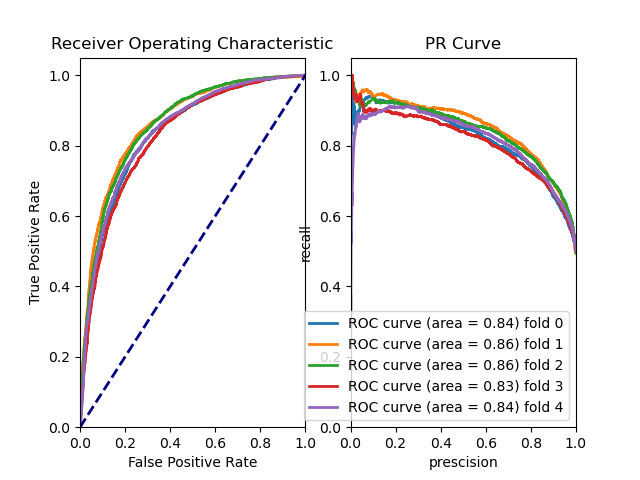 Receiver Operating Characteristic
1.0
0.8
0.6
0.4
0.2
0.0
True Positive Rate
0.0 0.2 0.4 0.6 0.8 1.0
False Positive Rate
PR Curve
1.0
0.8
0.6
0.2
0.0
recall
ROC curve (area = 0.84) fold 0
ROC curve (area = 0.86) fold 1
ROC curve (area = 0.86) fold 2
ROC curve (area = 0.83) fold 3
ROC curve (area = 0.84) fold 4
0.0 0.2 0.4 0.6 0.8 1.0
prescision